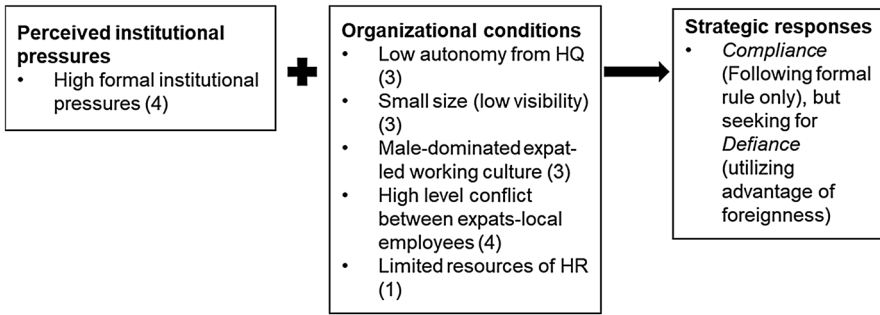 Perceived institutional
pressures
• High formal institutional
pressures (4)
Organizational conditions
• Low autonomy from HQ
(3)
• Small size (low visibility)
(3)
• Male-dominated expat-
led working culture (3)
• High level conflict
between expats-local
employees (4)
• Limited resources of HR
(1)
Strategic responses
• Compliance
(Following formal
rule only), but
seeking for
Defiance
(utilizing
advantage of
foreignness)